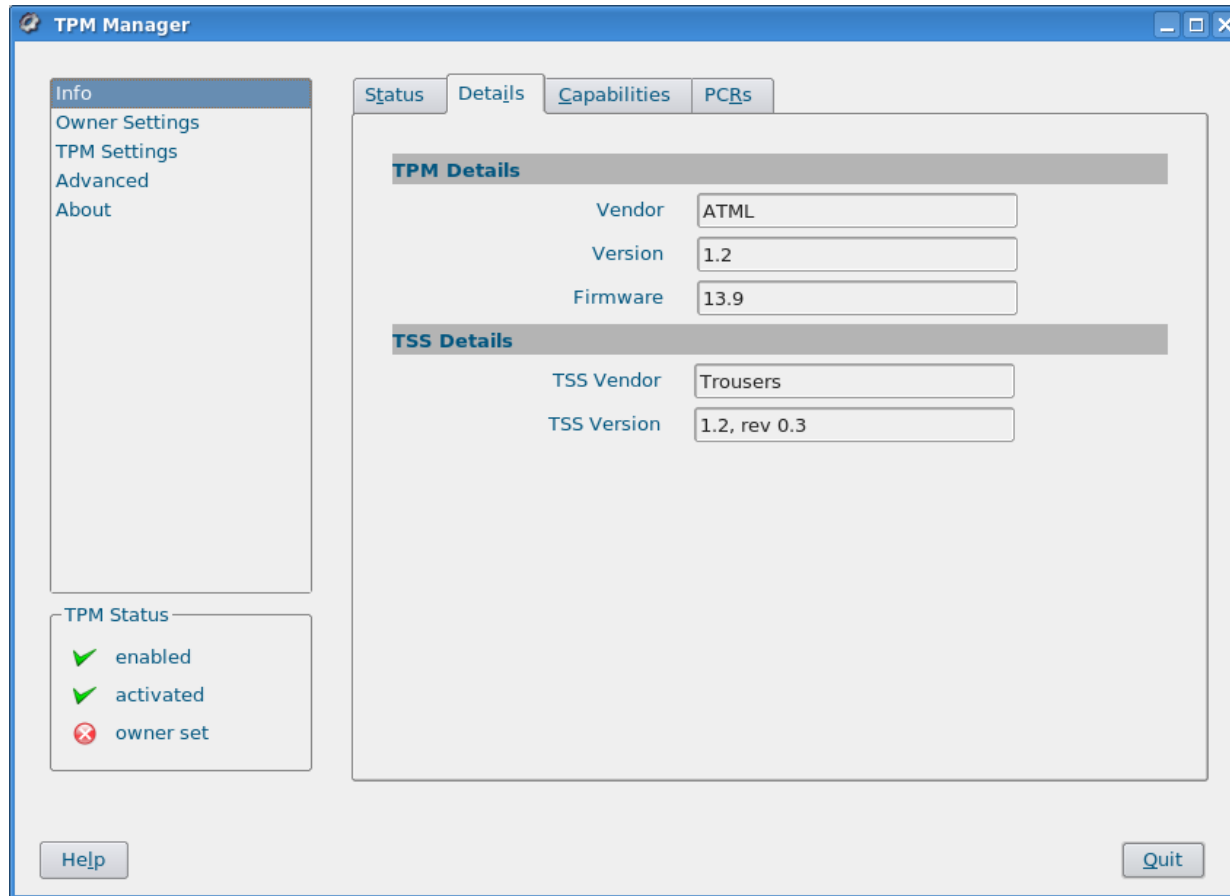 TPM Manager
Info
Owner Settings
TPM Settings
Advanced
About
Status Details Capabilities PCRs
TPM Details
Vendor ATML
Version 1.2
Firmware 13.9
TSS Details
TSS Vendor Trousers
TSS Version 1.2, rev 0.3
TPM Status
enabled
activated
owner set
Help Quit